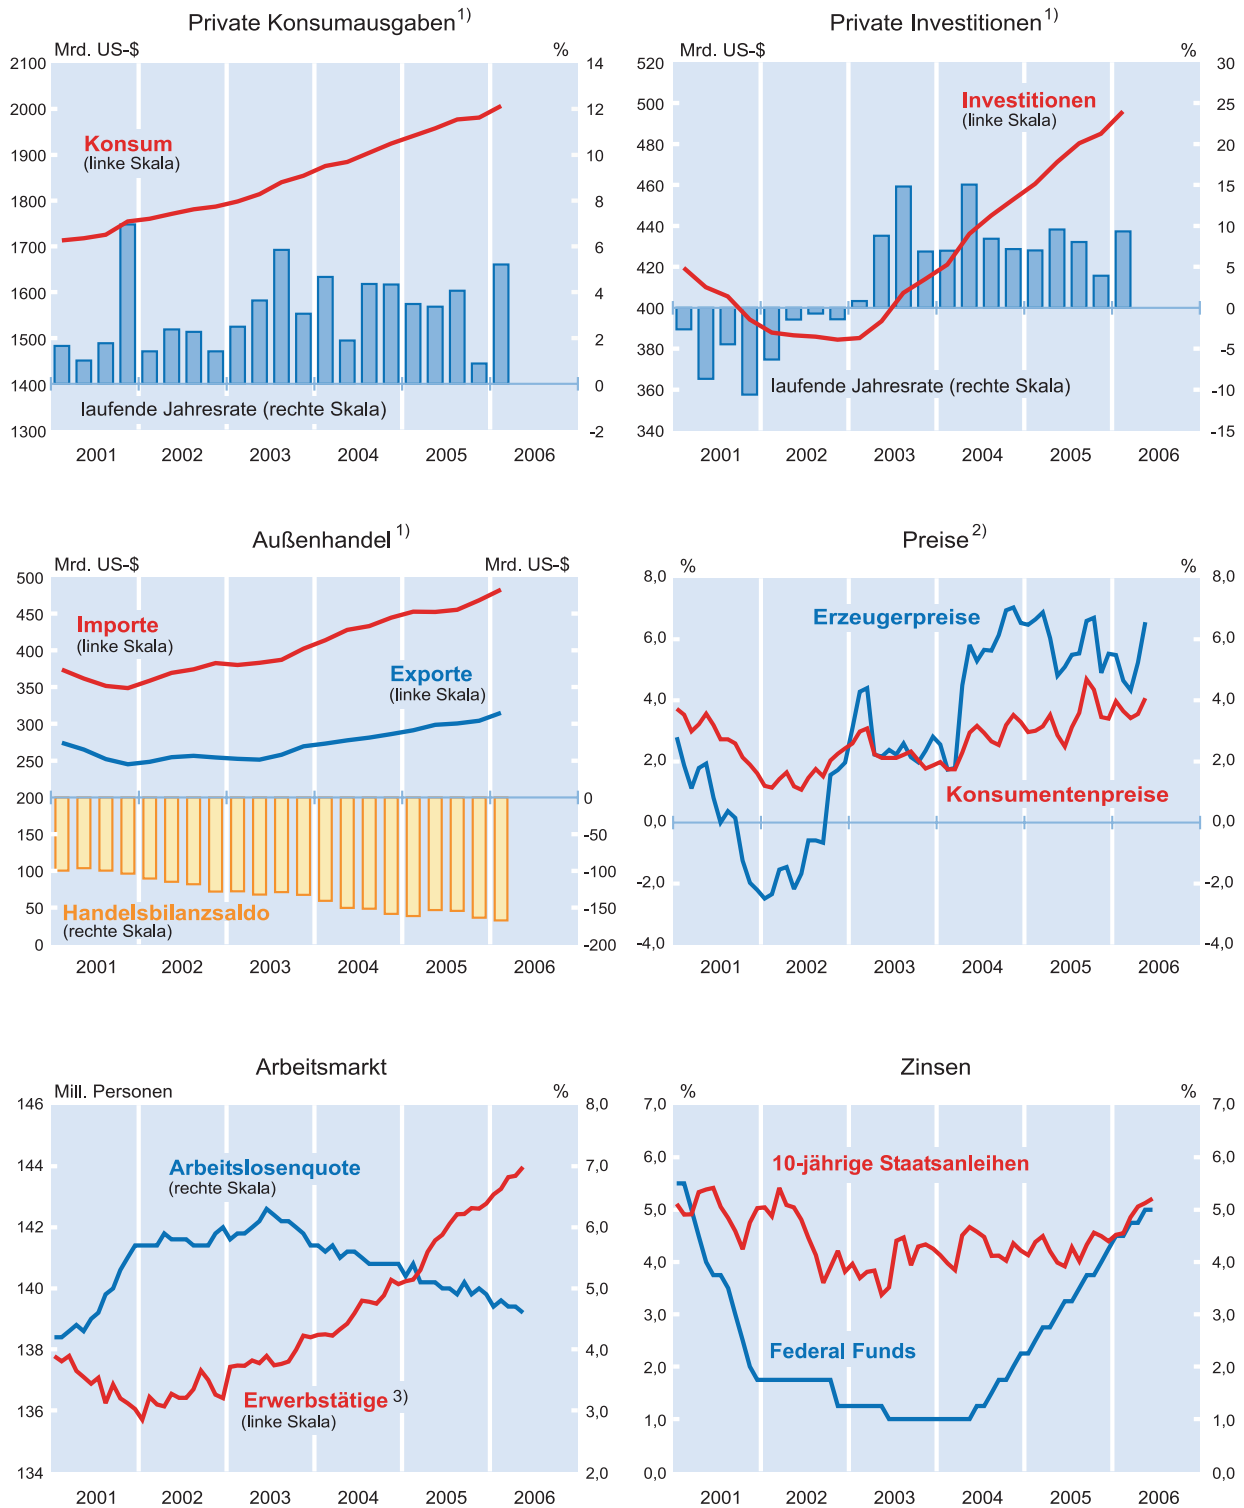 Private Konsumausgaben 1)
Mrd. US-$ %
2100 14
2000 12
1900 10
1800 8
1700 6
1600 4
1500 2
1400 0
1300 -2
Konsum
(linke Skala)
laufende Jahresrate (rechte Skala)
2001 2002 2003 2004 2005 2006
Private Investitionen 1)
Mrd. US-$ %
520 30
500 25
480 20
460 15
440 10
420 5
400 0
380 -5
360 -10
340 -15
Investitionen
(linke Skala)
laufende Jahresrate (rechte Skala)
2001 2002 2003 2004 2005 2006
Außenhandel 1)
Mrd. US-$ Mrd. US-$
500
450
400
350
300
250
200 0
150 -50
100 -100
50 -150
0 -200
Importe
(linke Skala)
Exporte
(linke Skala)
Handelsbilanzsaldo
(rechte Skala)
2001 2002 2003 2004 2005 2006
Preise 2)
% %
8,0 8,0
6,0 6,0
4,0 4,0
2,0 2,0
0,0 0,0
-2,0 -2,0
-4,0 -4,0
Erzeugerpreise
Konsumentenpreise
2001 2002 2003 2004 2005 2006
Arbeitsmarkt
Mill. Personen %
146 8,0
144 7,0
142 6,0
140 5,0
138 4,0
136 3,0
134 2,0
Arbeitslosenquote
(rechte Skala)
Erwerbstätige 3)
(linke Skala)
2001 2002 2003 2004 2005 2006
Zinsen
% %
7,0 7,0
6,0 6,0
5,0 5,0
4,0 4,0
3,0 3,0
2,0 2,0
1,0 1,0
0,0 0,0
10-jährige Staatsanleihen
Federal Funds
2001 2002 2003 2004 2005 2006